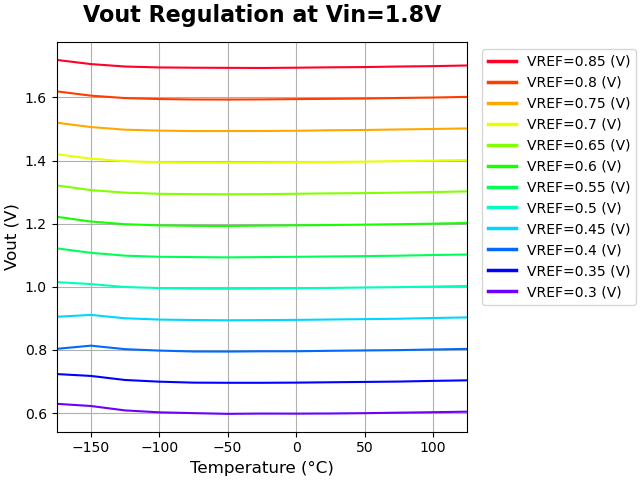 Vout Regulation at Vin=1.8V
Vout (V)
1.6
1.4
1.2
1.0
0.8
0.6
−150
−100
−50
0
50
100
Temperature (°C)
VREF=0.85 (V)
VREF=0.8 (V)
VREF=0.75 (V)
VREF=0.7 (V)
VREF=0.65 (V)
VREF=0.6 (V)
VREF=0.55 (V)
VREF=0.5 (V)
VREF=0.45 (V)
VREF=0.4 (V)
VREF=0.35 (V)
VREF=0.3 (V)